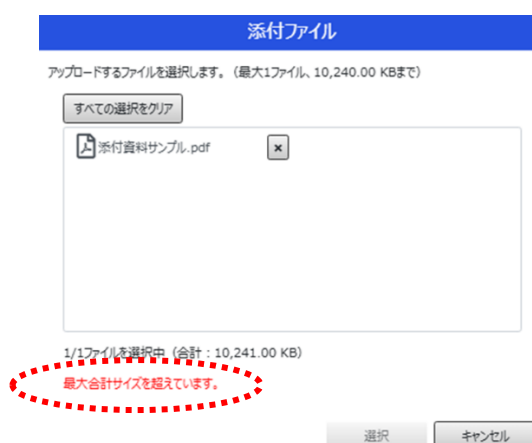 添付ファイル
アップロードするファイルを選択します。（最大1ファイル、10,240.00 KBまで）
すべての選択をクリア
添付資料サンプル.pdf
×
1/1ファイルを選択中（合計：10,241.00 KB）
最大合計サイズを超えています。
選択 キャンセル